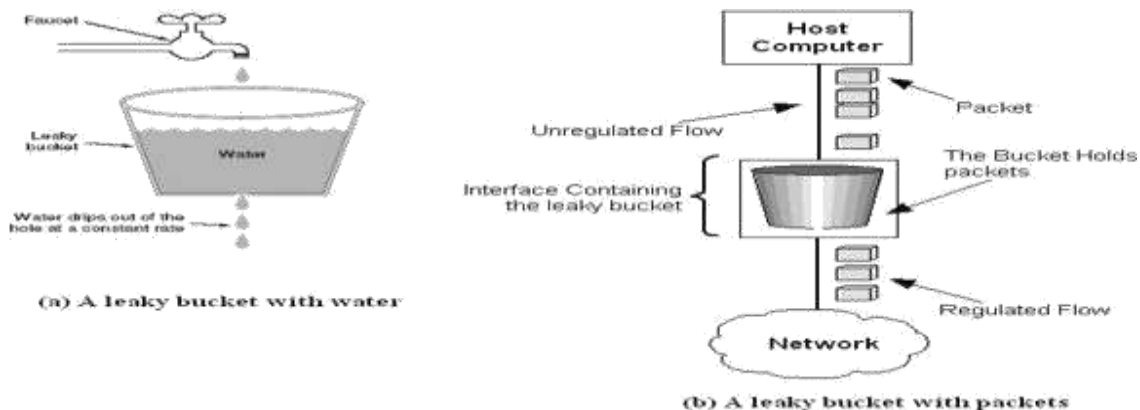 Faucet
Leaky
bucket
Water
Water drips out of the
hole at a constant rate
(a) A leaky bucket with water
Host
Computer
Packet
Unregulated Flow
The Bucket Holds
packets
Interface Containing
the leaky bucket
Regulated Flow
Network
(b) A leaky bucket with packets